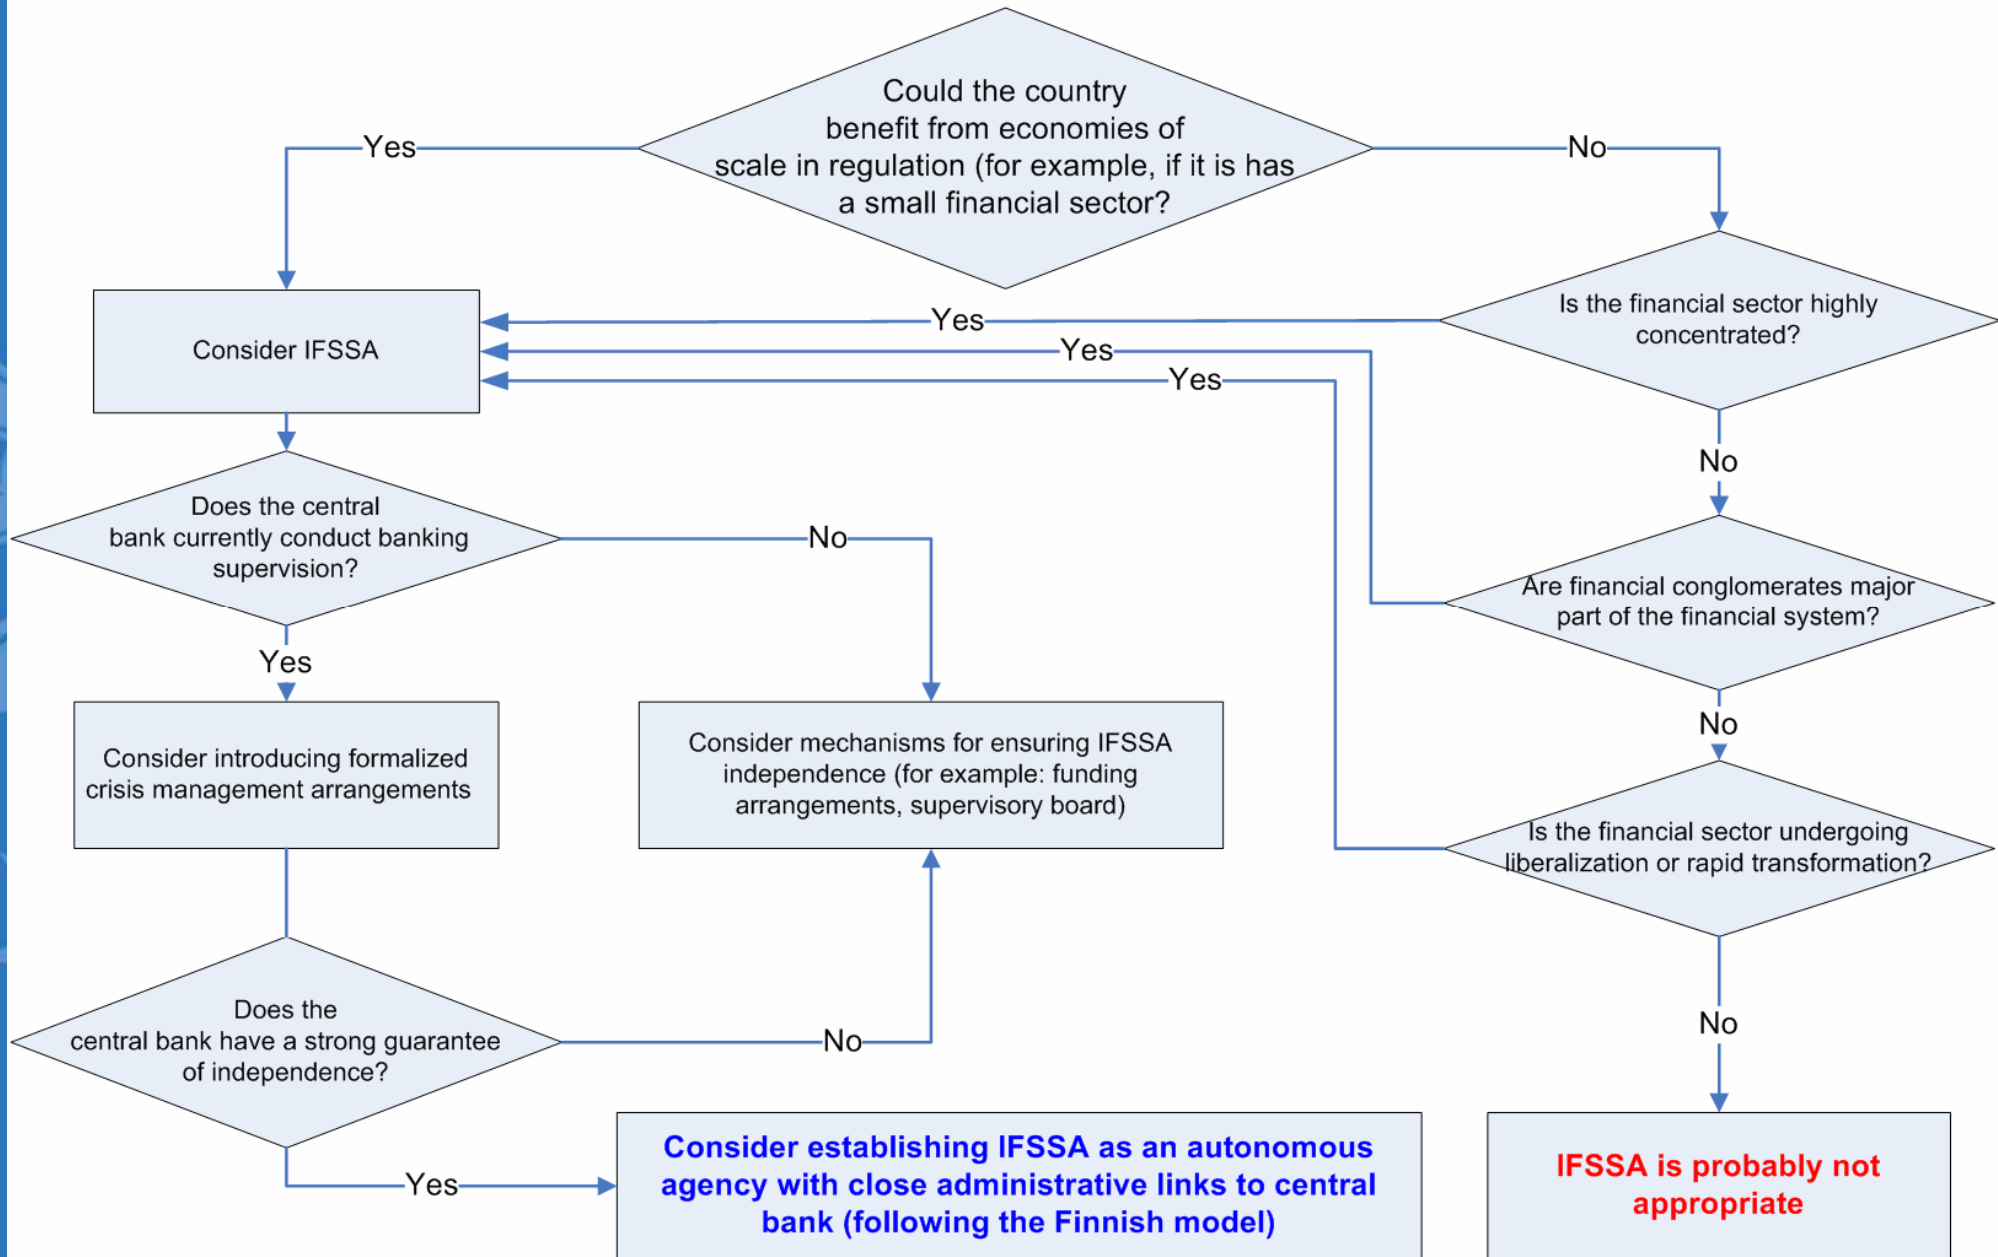 Could the country
benefit from economies of
scale in regulation (for example, if it is has
a small financial sector?
Yes
No
Is the financial sector highly
concentrated?
Yes
Consider IFSSA
Yes
Yes
No
Does the central
bank currently conduct banking
supervision?
No
Are financial conglomerates major
part of the financial system?
Yes
No
Consider introducing formalized
crisis management arrangements
Consider mechanisms for ensuring IFSSA
independence (for example: funding
arrangements, supervisory board)
Is the financial sector undergoing
liberalization or rapid transformation?
Does the
central bank have a strong guarantee
of independence?
No
No
Yes
Consider establishing IFSSA as an autonomous
agency with close administrative links to central
bank (following the Finnish model)
IFSSA is probably not
appropriate